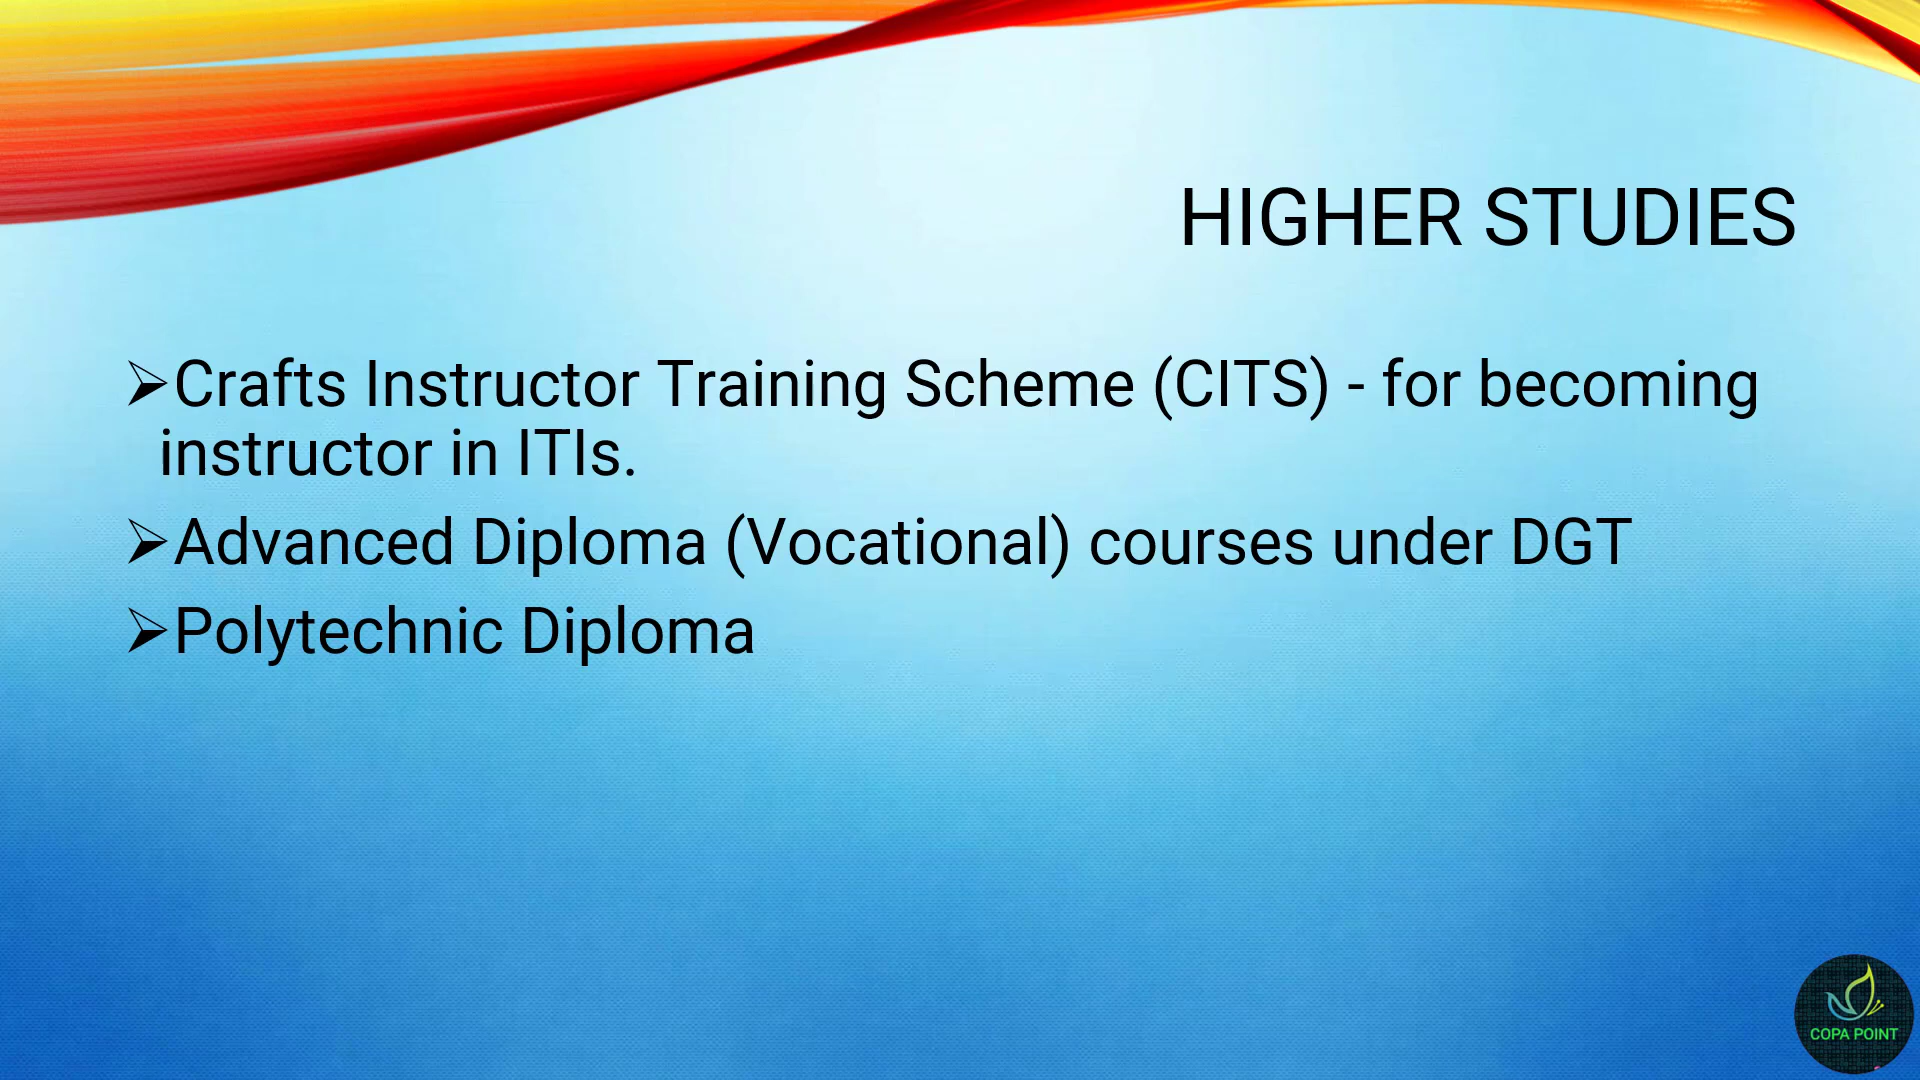 HIGHER STUDIES
➢Crafts Instructor Training Scheme (CITS) - for becoming
instructor in ITIs.
➢Advanced Diploma (Vocational) courses under DGT
➢Polytechnic Diploma
COPA POINT